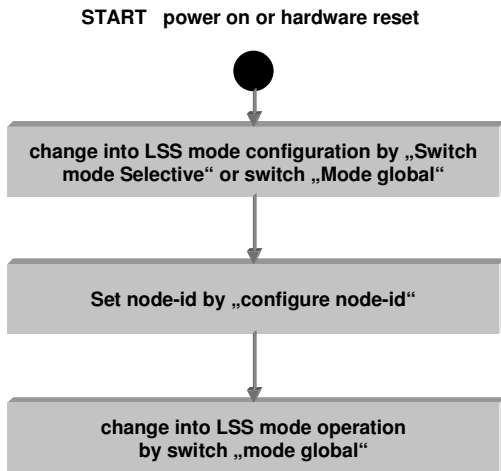 START power on or hardware reset
change into LSS mode configuration by „Switch
mode Selective“ or switch „Mode global“
Set node-id by „configure node-id“
change into LSS mode operation
by switch „mode global“